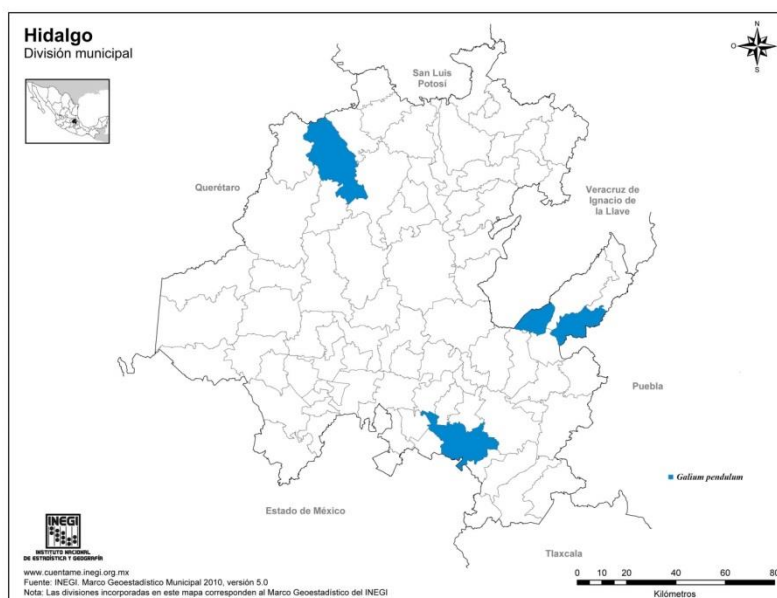 Hidalgo
División municipal
N
O
E
S
San Luis
Potosí
Querétaro
Veracruz de
Ignacio de
la Llave
Puebla
Galium pendulum
Estado de México
Tlaxcala
INEGI
INSTITUTO NACIONAL
DE ESTADÍSTICA Y GEOGRAFÍA
www.cuentame.inegi.org.mx
Fuente: INEGI. Marco Geoestadístico Municipal 2010, versión 5.0
Nota: Las divisiones incorporadas en este mapa corresponden al Marco Geoestadístico del INEGI
0 20 40 60 80
Kilómetros